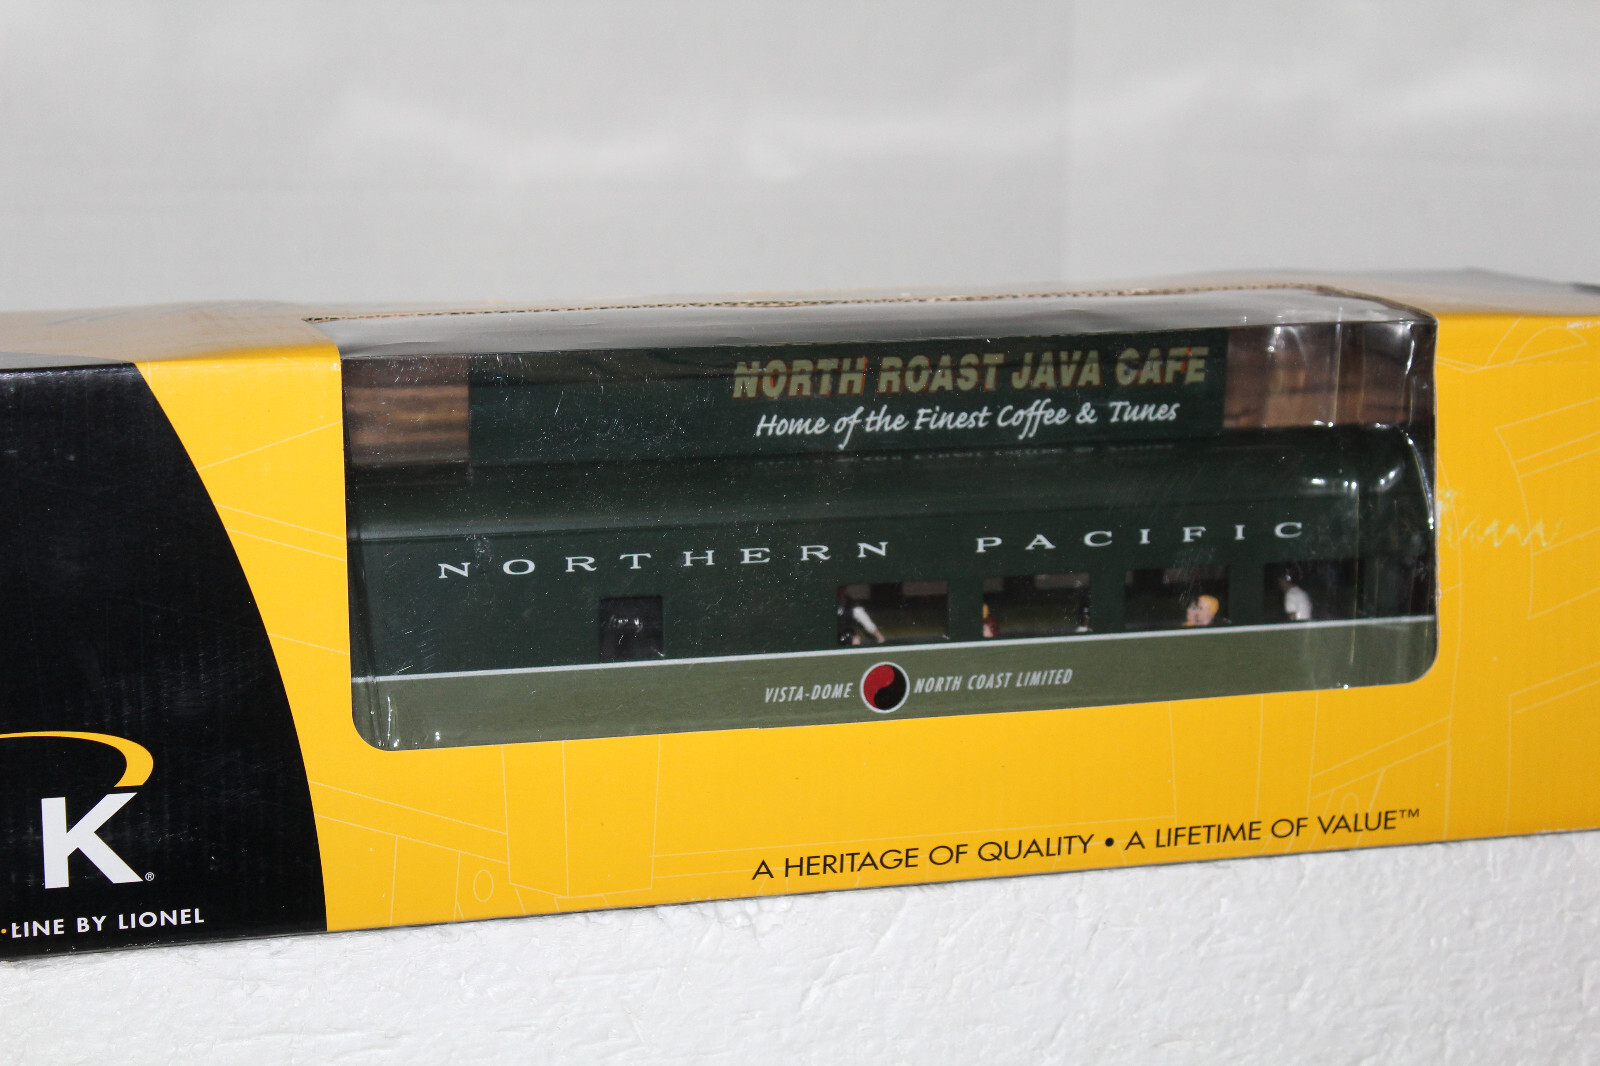 NORTH ROAST JAVA CAFE
Home of the Finest Coffee & Tunes
NORTHERN PACIFIC
VISTA-DOME NORTH COAST LIMITED
K®
·LINE BY LIONEL
A HERITAGE OF QUALITY • A LIFETIME OF VALUE™